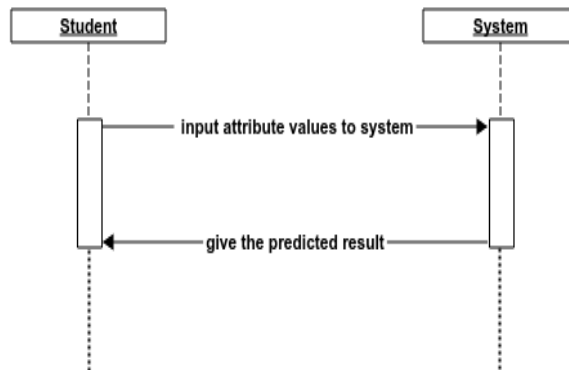 Student
System
input attribute values to system
give the predicted result